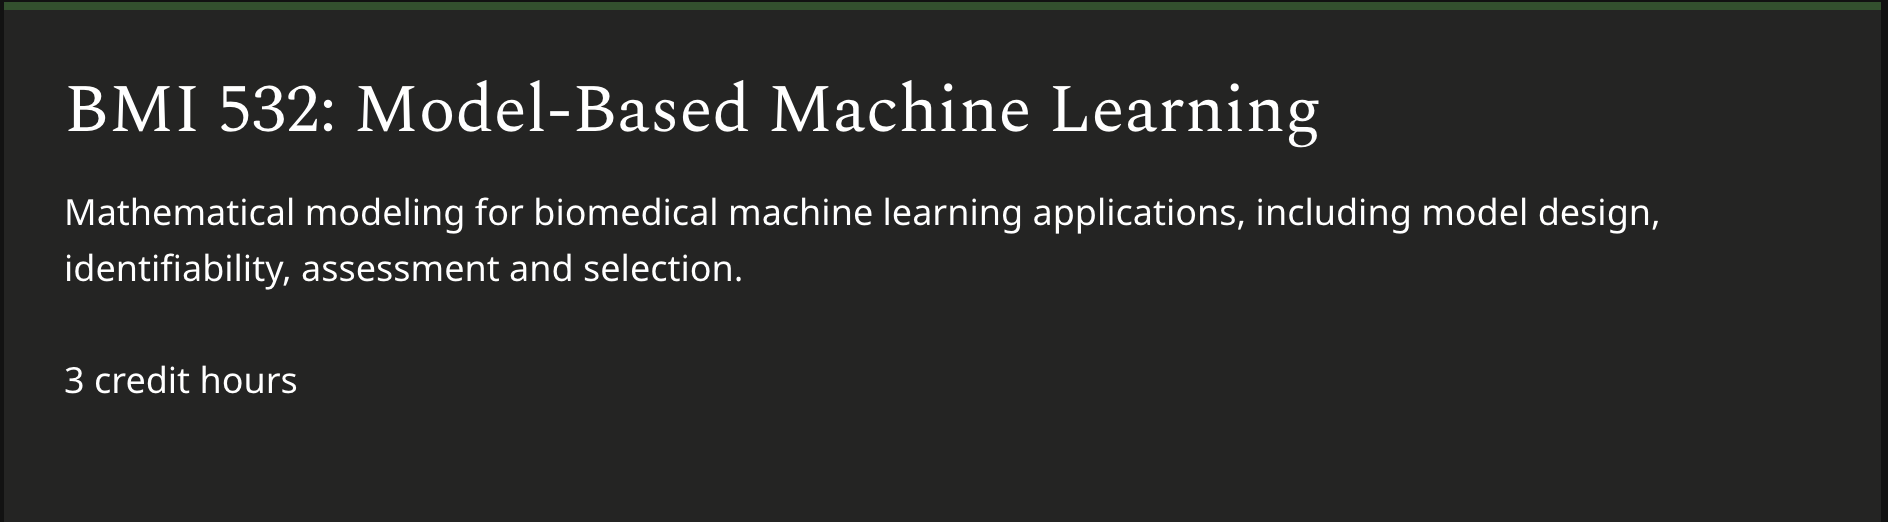 BMI 532: Model-Based Machine Learning
Mathematical modeling for biomedical machine learning applications, including model design,
identifiability, assessment and selection.
3 credit hours